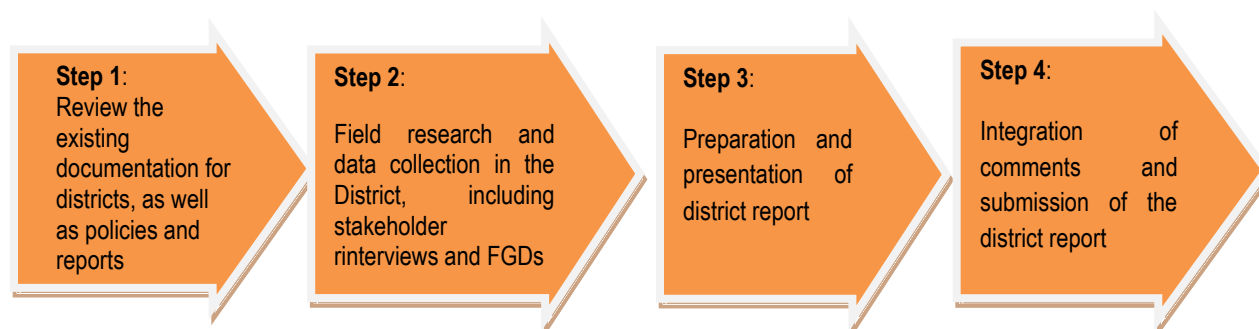 Step 1:
Review the
existing
documentation for
districts, as well
as policies and
reports
Step 2:
Field research and
data collection in the
District, including
stakeholder
rinterviews and FGDs
Step 3:
Preparation and
presentation of
district report
Step 4:
Integration of
comments and
submission of the
district report